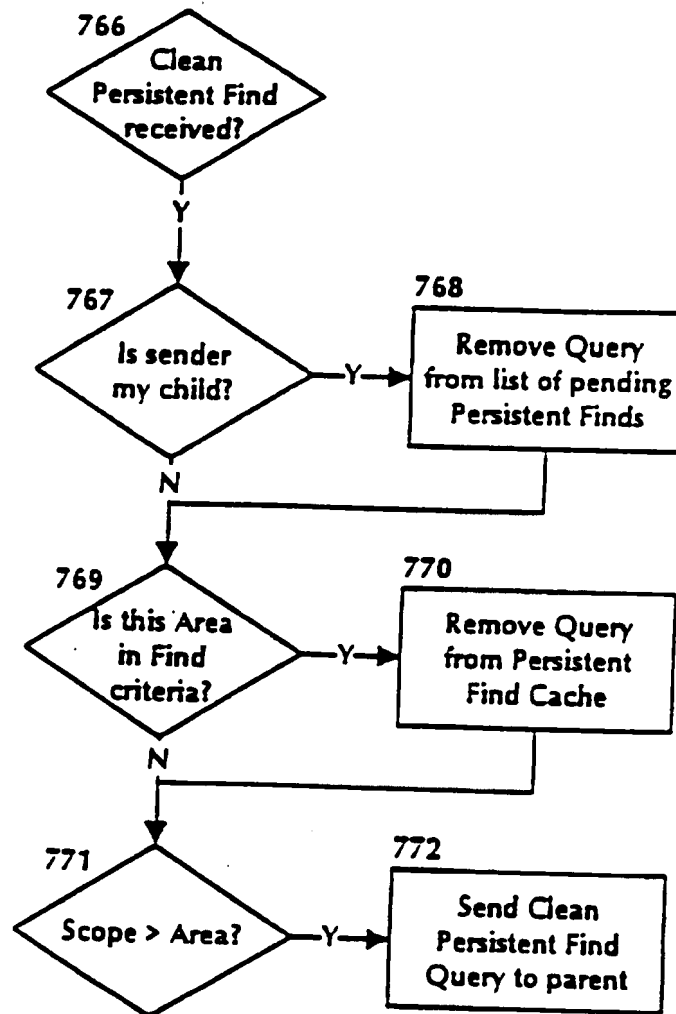 766
Clean
Persistent Find
received?
Y
767
Is sender
my child?
Y
768
Remove Query
from list of pending
Persistent Finds
N
769
Is this Area
in Find
criteria?
Y
770
Remove Query
from Persistent
Find Cache
N
771
Scope > Area?
Y
772
Send Clean
Persistent Find
Query to parent